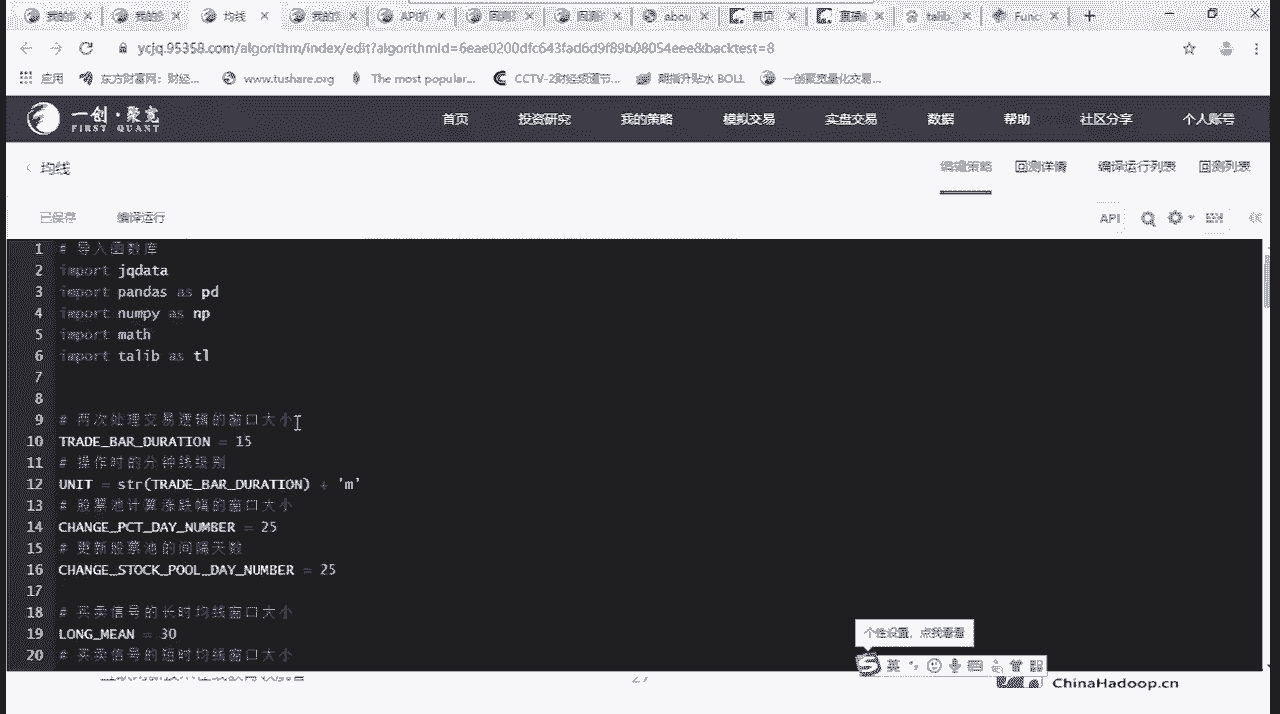 我的 我的 均线 我的 API 回测 回测 abou 首页 直播 talib Func
ycjq.95358.com/algorithm/index/edit?algorithmId=6eae0200dfc643fad6d9f89b08054eee&backtest=8
应用 东方财富网：财经... www.tushare.org The most popular... CCTV-2财经频道节... 期指升贴水 BOLL 一创聚宽量化交易...
一创·聚宽 首页 投资研究 我的策略 模拟交易 实盘交易 数据 帮助 社区分享 个人账号
FIRST QUANT
均线 编辑策略 回测详情 编译运行列表 回测列表
已保存 编译运行 API
1 # 导入函数库
2 import jqdata
3 import pandas as pd
4 import numpy as np
5 import math
6 import talib as tl
7
8
9 # 两次处理交易逻辑的窗口大小
10 TRADE_BAR_DURATION = 15
11 # 操作时的分钟线级别
12 UNIT = str(TRADE_BAR_DURATION) + 'm'
13 # 股票池计算涨跌幅的窗口大小
14 CHANGE_PCT_DAY_NUMBER = 25
15 # 更新股票池的间隔天数
16 CHANGE_STOCK_POOL_DAY_NUMBER = 25
17
18 # 买卖信号的长时均线窗口大小
19 LONG_MEAN = 30
20 # 买卖信号的短时均线窗口大小
个性设置，点我看看
英
27
ChinaHadoop.cn